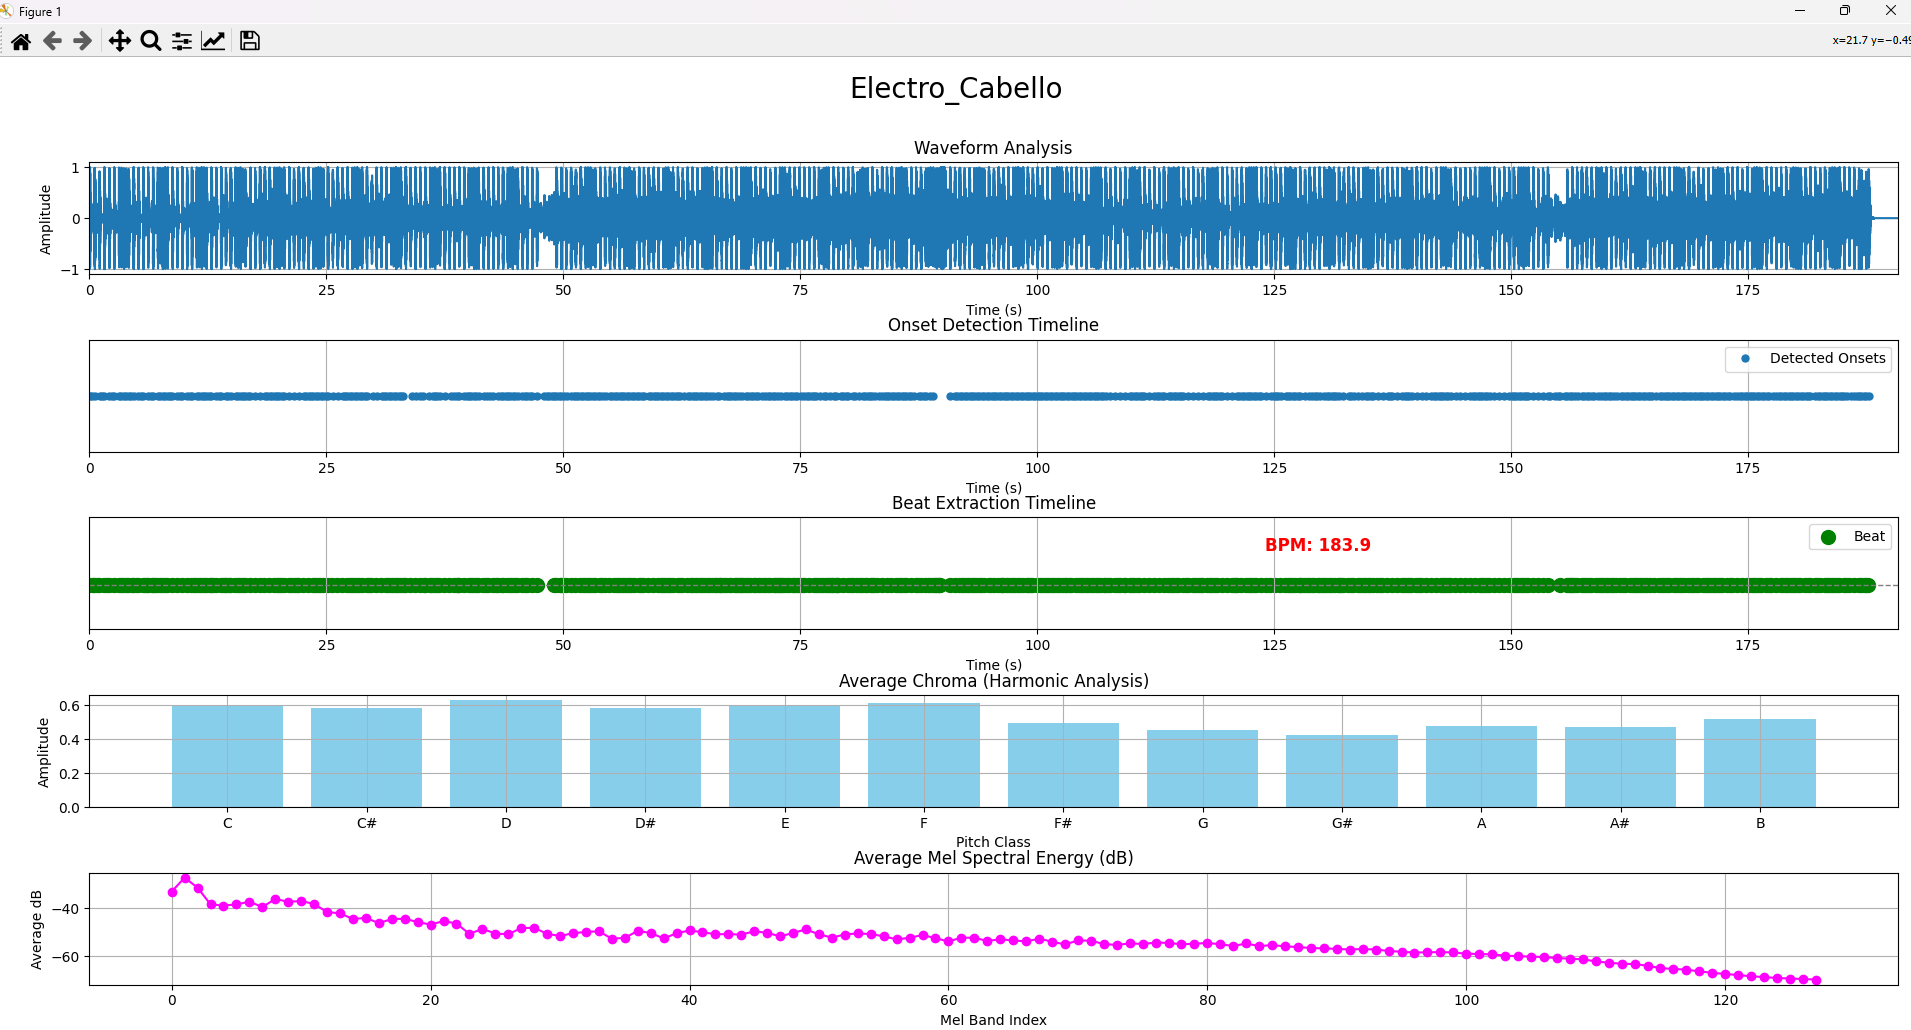 Figure 1
x=21.7 y=−0.49
Electro_Cabello
Waveform Analysis
Amplitude
1
0
−1
0 25 50 75 100 125 150 175
Time (s)
Onset Detection Timeline
Detected Onsets
0 25 50 75 100 125 150 175
Time (s)
Beat Extraction Timeline
BPM: 183.9
Beat
0 25 50 75 100 125 150 175
Time (s)
Average Chroma (Harmonic Analysis)
Amplitude
0.6
0.4
0.2
0.0
C C# D D# E F F# G G# A A# B
Pitch Class
Average Mel Spectral Energy (dB)
Average dB
−40
−60
0 20 40 60 80 100 120
Mel Band Index